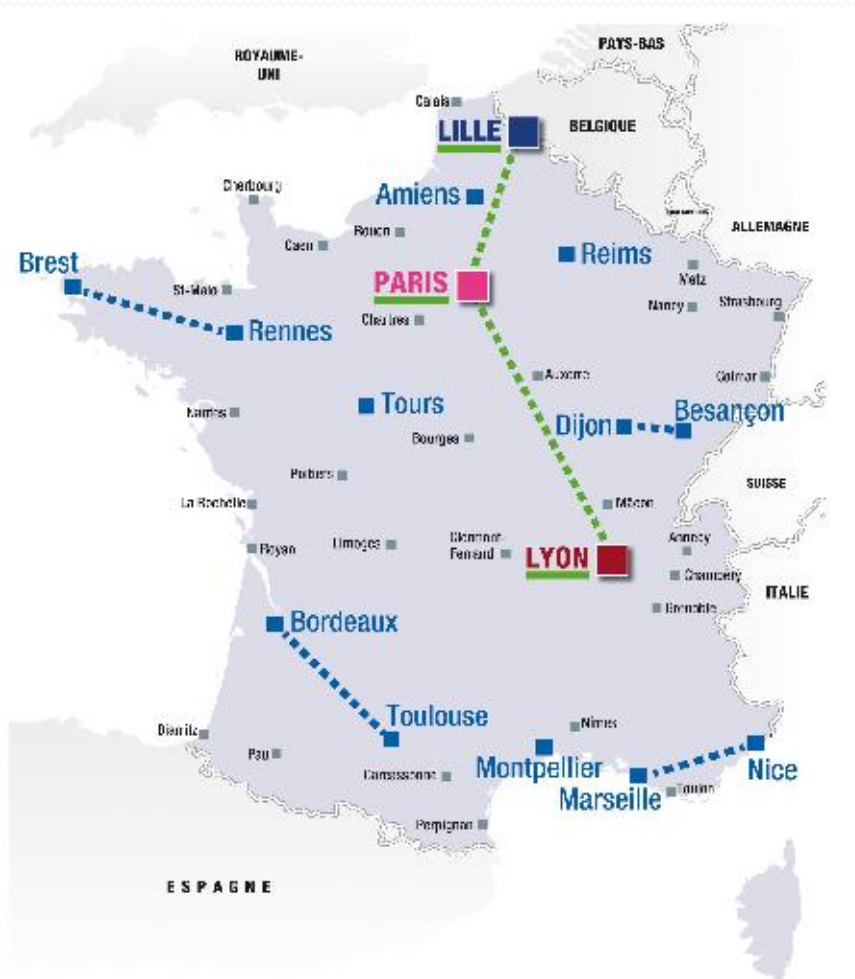 ROYAUME-
UNI
PAYS-BAS
Calais
LILLE
BELGIQUE
Cherbourg
Amiens
ALLEMAGNE
Rouen
Caen
Reims
Brest
Metz
PARIS
St-Malo
Nancy
Strasbourg
Chartres
Rennes
Auxerre
Colmar
Tours
Besançon
Nantes
Dijon
Bourges
Poitiers
SUISSE
La Rochelle
Mâcon
Clermont-
Ferrand
Limoges
Annecy
Royan
LYON
Chambéry
ITALIE
Grenoble
Bordeaux
Toulouse
Biarritz
Nîmes
Pau
Montpellier
Nice
Carcassonne
Marseille
Toulon
Perpignan
ESPAGNE